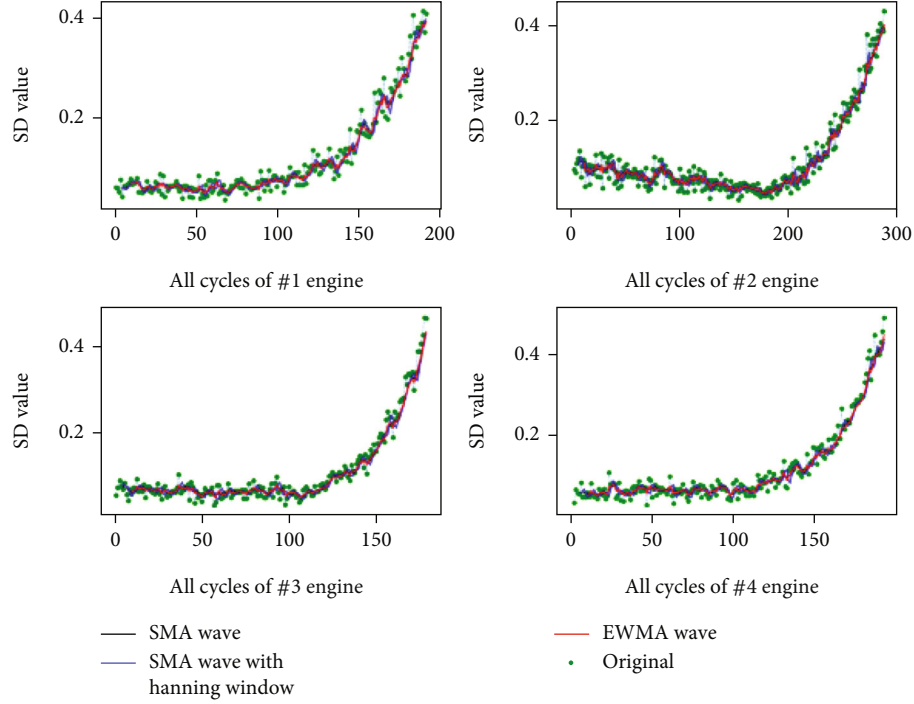 SD value
0.4
0.2
0
50
100
150
200
All cycles of #1 engine
SD value
0.4
0.2
0
100
200
300
All cycles of #2 engine
SD value
0.4
0.2
0
50
100
150
All cycles of #3 engine
SD value
0.4
0.2
0
50
100
150
All cycles of #4 engine
SMA wave
SMA wave with
hanning window
EWMA wave
Original